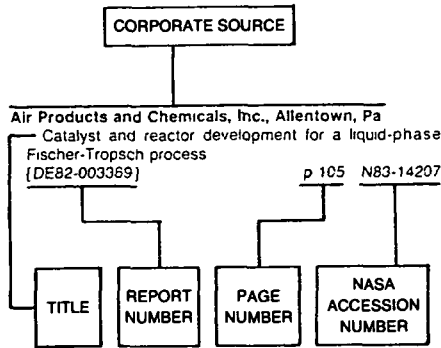 CORPORATE SOURCE
Air Products and Chemicals, Inc., Allentown, Pa
Catalyst and reactor development for a liquid-phase
Fischer-Tropsch process
[DE82-003389] p 105 N83-14207
TITLE
REPORT
NUMBER
PAGE
NUMBER
NASA
ACCESSION
NUMBER